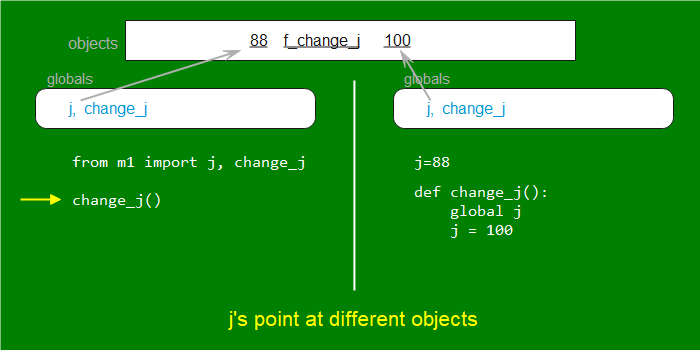 objects 88 f_change_j 100
globals
j, change_j
from m1 import j, change_j
change_j()
globals
j, change_j
j=88
def change_j():
    global j
    j = 100
j's point at different objects